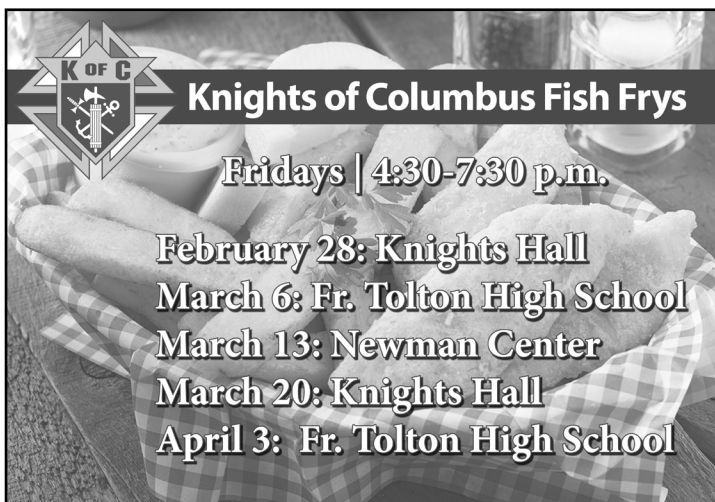 K OF C
Knights of Columbus Fish Frys
Fridays | 4:30-7:30 p.m.
February 28: Knights Hall
March 6: Fr. Tolton High School
March 13: Newman Center
March 20: Knights Hall
April 3:  Fr. Tolton High School